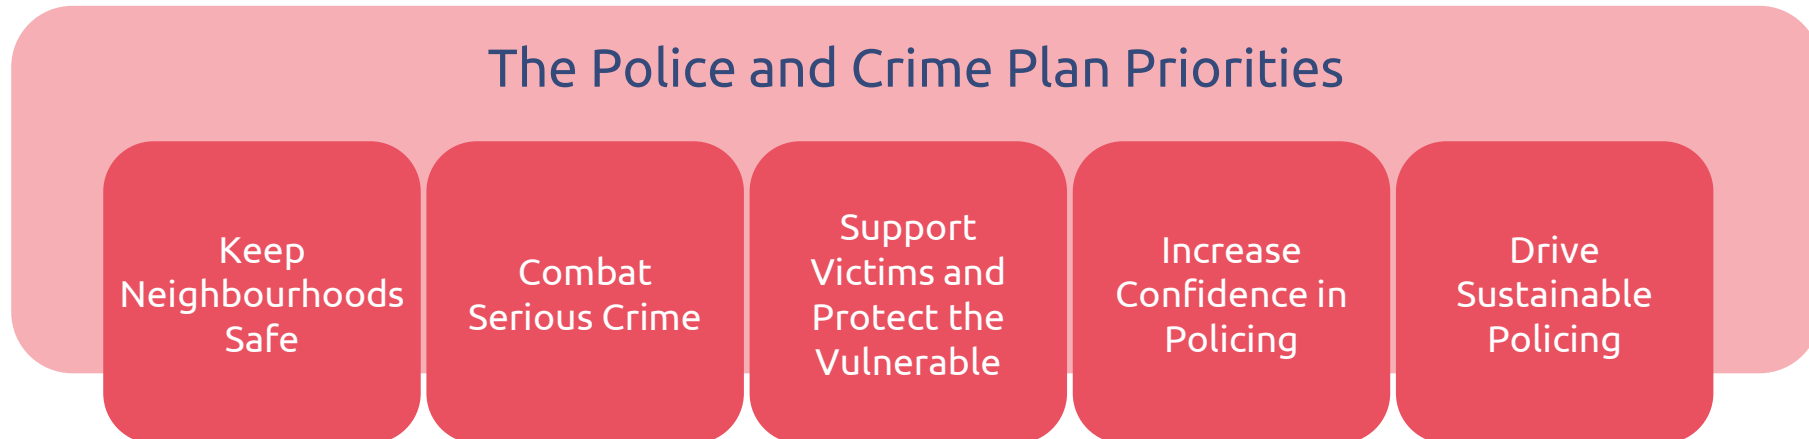 The Police and Crime Plan Priorities
Keep
Neighbourhoods
Safe
Combat
Serious Crime
Support
Victims and
Protect the
Vulnerable
Increase
Confidence in
Policing
Drive
Sustainable
Policing